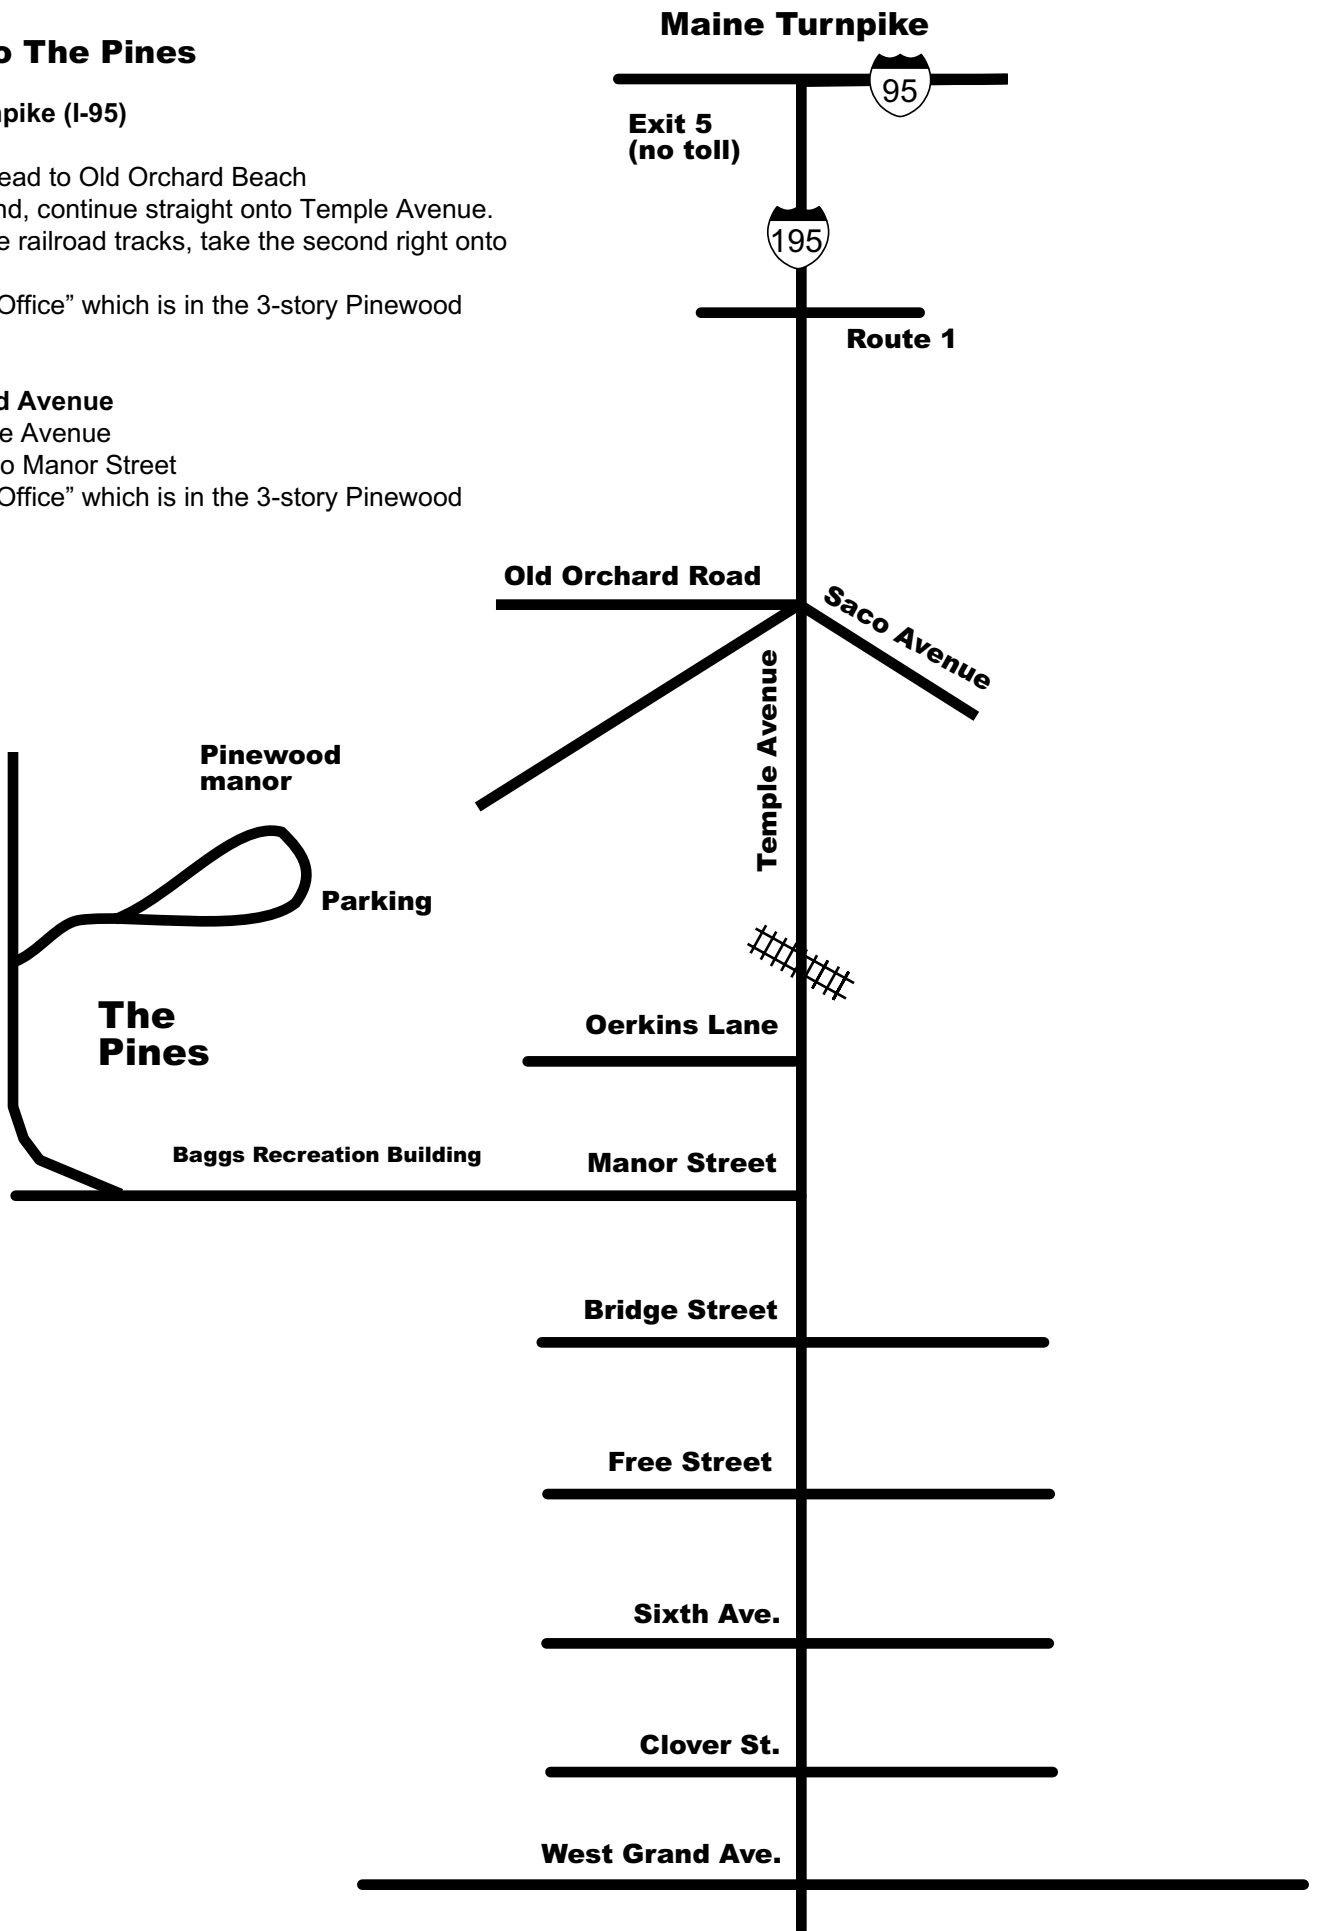 o The Pines
npike (I-95)
ead to Old Orchard Beach
nd, continue straight onto Temple Avenue.
e railroad tracks, take the second right onto
Office” which is in the 3-story Pinewood
d Avenue
e Avenue
o Manor Street
Office” which is in the 3-story Pinewood
Maine Turnpike
95
Exit 5
(no toll)
195
Route 1
Old Orchard Road
Saco Avenue
Temple Avenue
Pinewood
manor
Parking
The
Pines
Oerkins Lane
Baggs Recreation Building
Manor Street
Bridge Street
Free Street
Sixth Ave.
Clover St.
West Grand Ave.